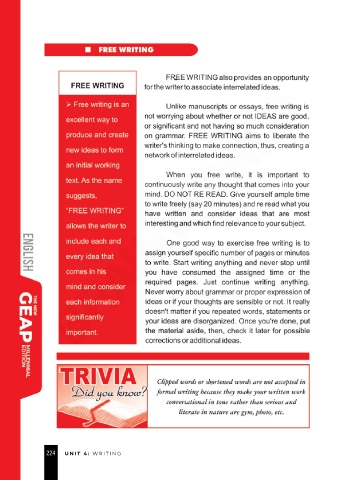 ■ FREE WRITING
FREE WRITING
➢ Free writing is an
excellent way to
produce and create
new ideas to form
an initial working
text. As the name
suggests,
"FREE WRITING"
allows the writer to
include each and
every idea that
comes in his
mind and consider
each information
significantly
important.
FREE WRITING also provides an opportunity
for the writer to associate interrelated ideas.
Unlike manuscripts or essays, free writing is
not worrying about whether or not IDEAS are good,
or significant and not having so much consideration
on grammar. FREE WRITING aims to liberate the
writer's thinking to make connection, thus, creating a
network of interrelated ideas.
When you free write, it is important to
continuously write any thought that comes into your
mind. DO NOT RE READ. Give yourself ample time
to write freely (say 20 minutes) and re read what you
have written and consider ideas that are most
interesting and which find relevance to your subject.
One good way to exercise free writing is to
assign yourself specific number of pages or minutes
to write. Start writing anything and never stop until
you have consumed the assigned time or the
required pages. Just continue writing anything.
Never worry about grammar or proper expression of
ideas or if your thoughts are sensible or not. It really
doesn't matter if you repeated words, statements or
your ideas are disorganized. Once you're done, put
the material aside, then, check it later for possible
corrections or additional ideas.
ENGLISH
THE NEW
GEAP
MILLENNIAL
EDITION
TRIVIA
Did you know?
Clipped words or shortened words are not accepted in
formal writing because they make your written work
conversational in tone rather than serious and
literate in nature are gym, photo, etc.
224 UNIT 4: WRITING